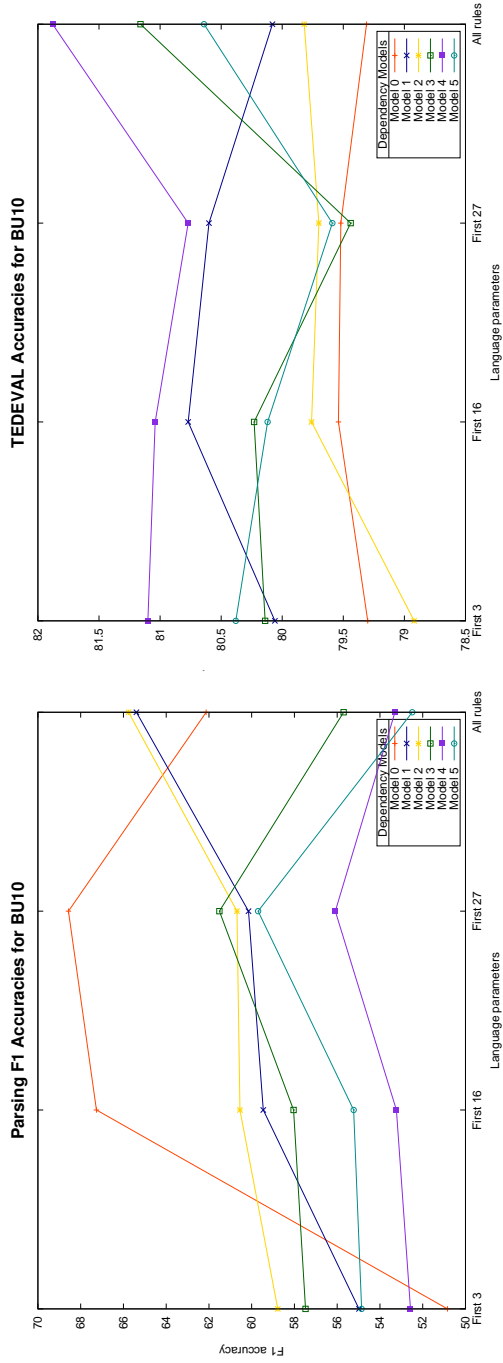 Parsing F1 Accuracies for BU10
70
68
66
64
62
60
58
56
54
52
50
F1 accuracy
First 3
First 16
First 27
All rules
Language parameters
Dependency Models
Model 0
Model 1
Model 2
Model 3
Model 4
Model 5
TEDEVAL Accuracies for BU10
82
81.5
81
80.5
80
79.5
79
78.5
First 3
First 16
First 27
All rules
Language parameters
Dependency Models
Model 0
Model 1
Model 2
Model 3
Model 4
Model 5